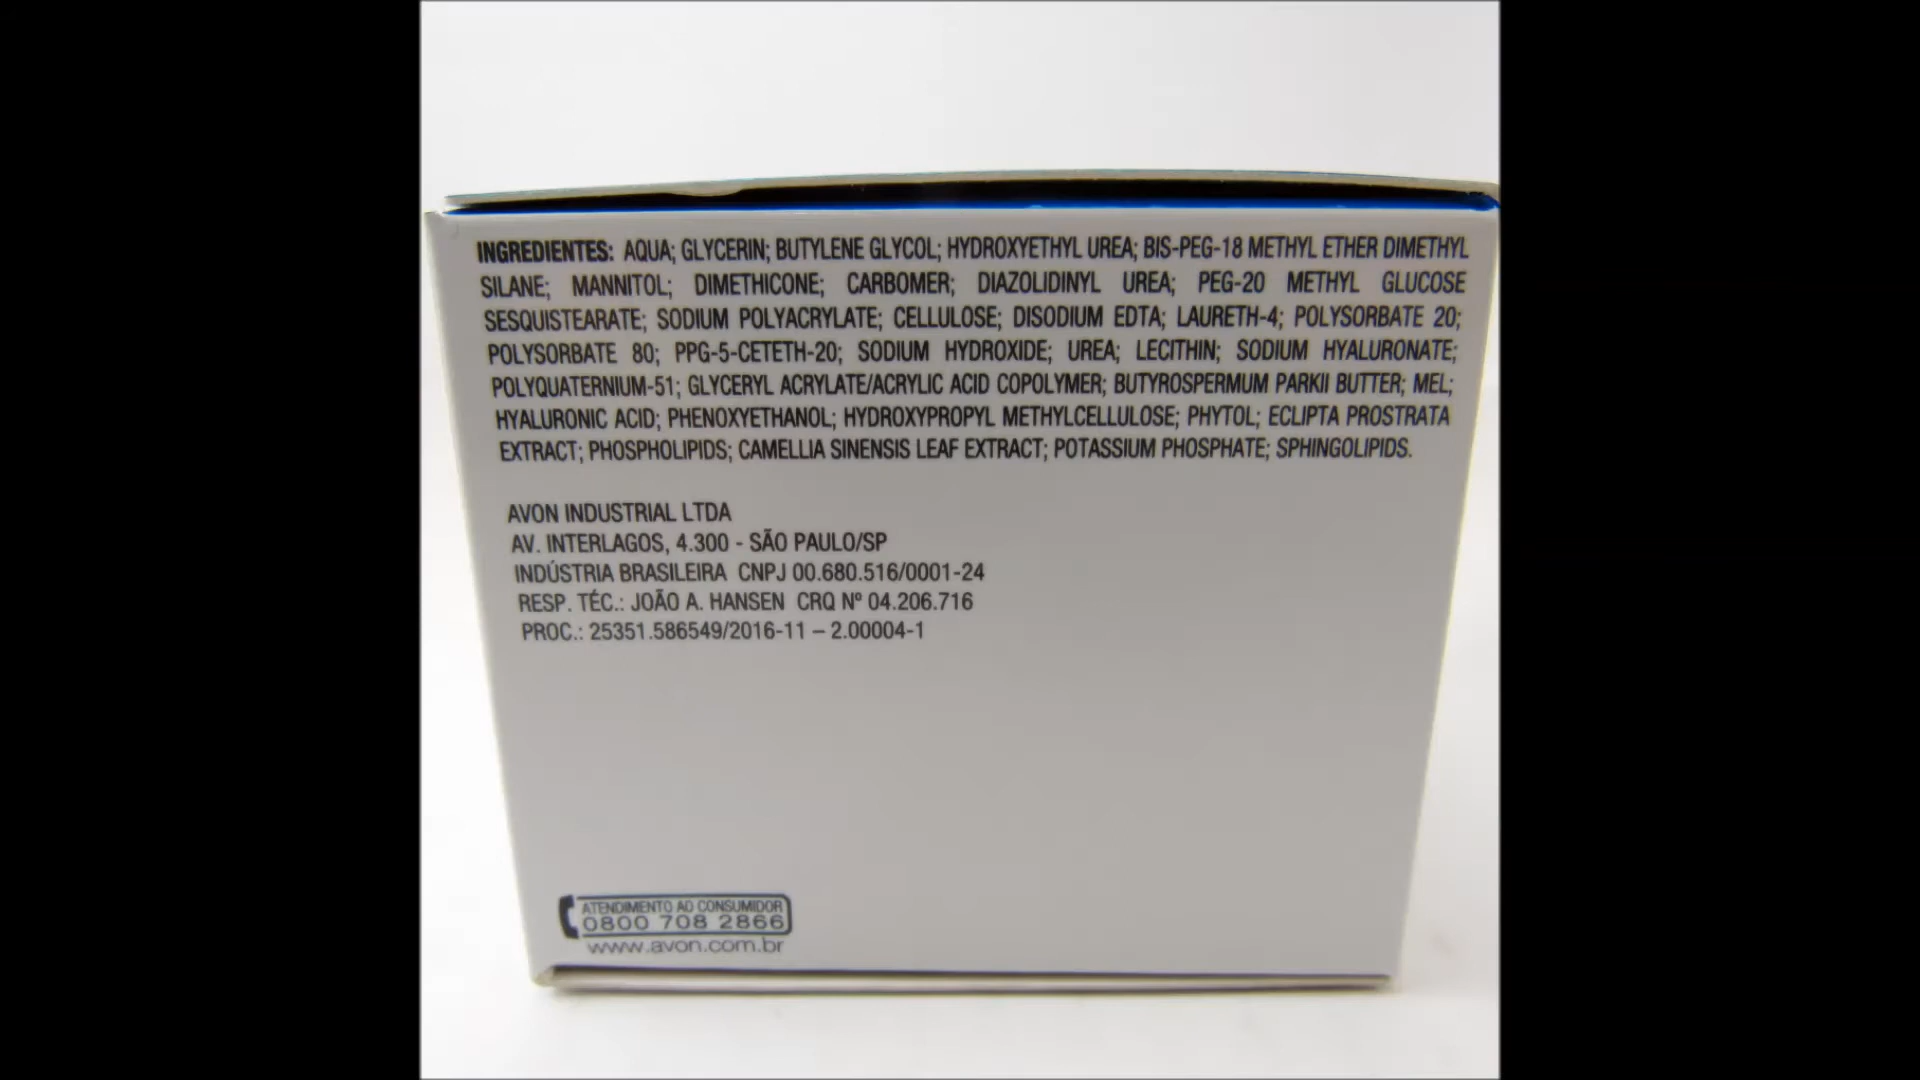 INGREDIENTES: AQUA; GLYCERIN; BUTYLENE GLYCOL; HYDROXYETHYL UREA; BIS-PEG-18 METHYL ETHER DIMETHYL
SILANE; MANNITOL; DIMETHICONE; CARBOMER; DIAZOLIDINYL UREA; PEG-20 METHYL GLUCOSE
SESQUISTEARATE; SODIUM POLYACRYLATE; CELLULOSE; DISODIUM EDTA; LAURETH-4; POLYSORBATE 20;
POLYSORBATE 80; PPG-5-CETETH-20; SODIUM HYDROXIDE; UREA; LECITHIN; SODIUM HYALURONATE;
POLYQUATERNIUM-51; GLYCERYL ACRYLATE/ACRYLIC ACID COPOLYMER; BUTYROSPERMUM PARKII BUTTER; MEL;
HYALURONIC ACID; PHENOXYETHANOL; HYDROXYPROPYL METHYLCELLULOSE; PHYTOL; ECLIPTA PROSTRATA
EXTRACT; PHOSPHOLIPIDS; CAMELLIA SINENSIS LEAF EXTRACT; POTASSIUM PHOSPHATE; SPHINGOLIPIDS.
AVON INDUSTRIAL LTDA
AV. INTERLAGOS, 4.300 - SÃO PAULO/SP
INDÚSTRIA BRASILEIRA CNPJ 00.680.516/0001-24
RESP. TÉC.: JOÃO A. HANSEN CRQ Nº 04.206.716
PROC.: 25351.586549/2016-11 – 2.00004-1
ATENDIMENTO AO CONSUMIDOR
0800 708 2866
www.avon.com.br